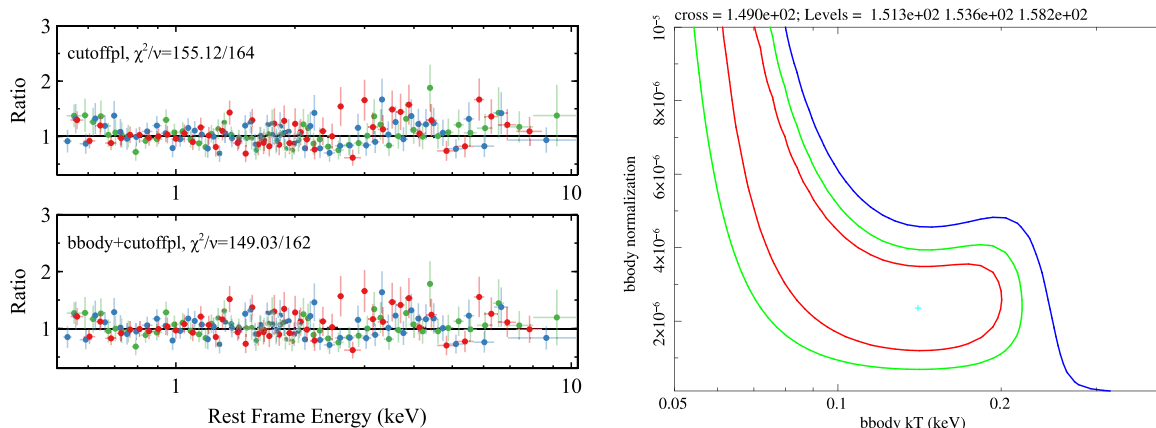 3
cutoffpl, χ²/ν=155.12/164
2
Ratio
1
1
10
3
bbody+cutoffpl, χ²/ν=149.03/162
2
Ratio
1
1
10
Rest Frame Energy (keV)
cross = 1.490e+02; Levels = 1.513e+02 1.536e+02 1.582e+02
10⁻⁵
8×10⁻⁶
6×10⁻⁶
bbody normalization
4×10⁻⁶
2×10⁻⁶
0.05
0.1
0.2
bbody kT (keV)